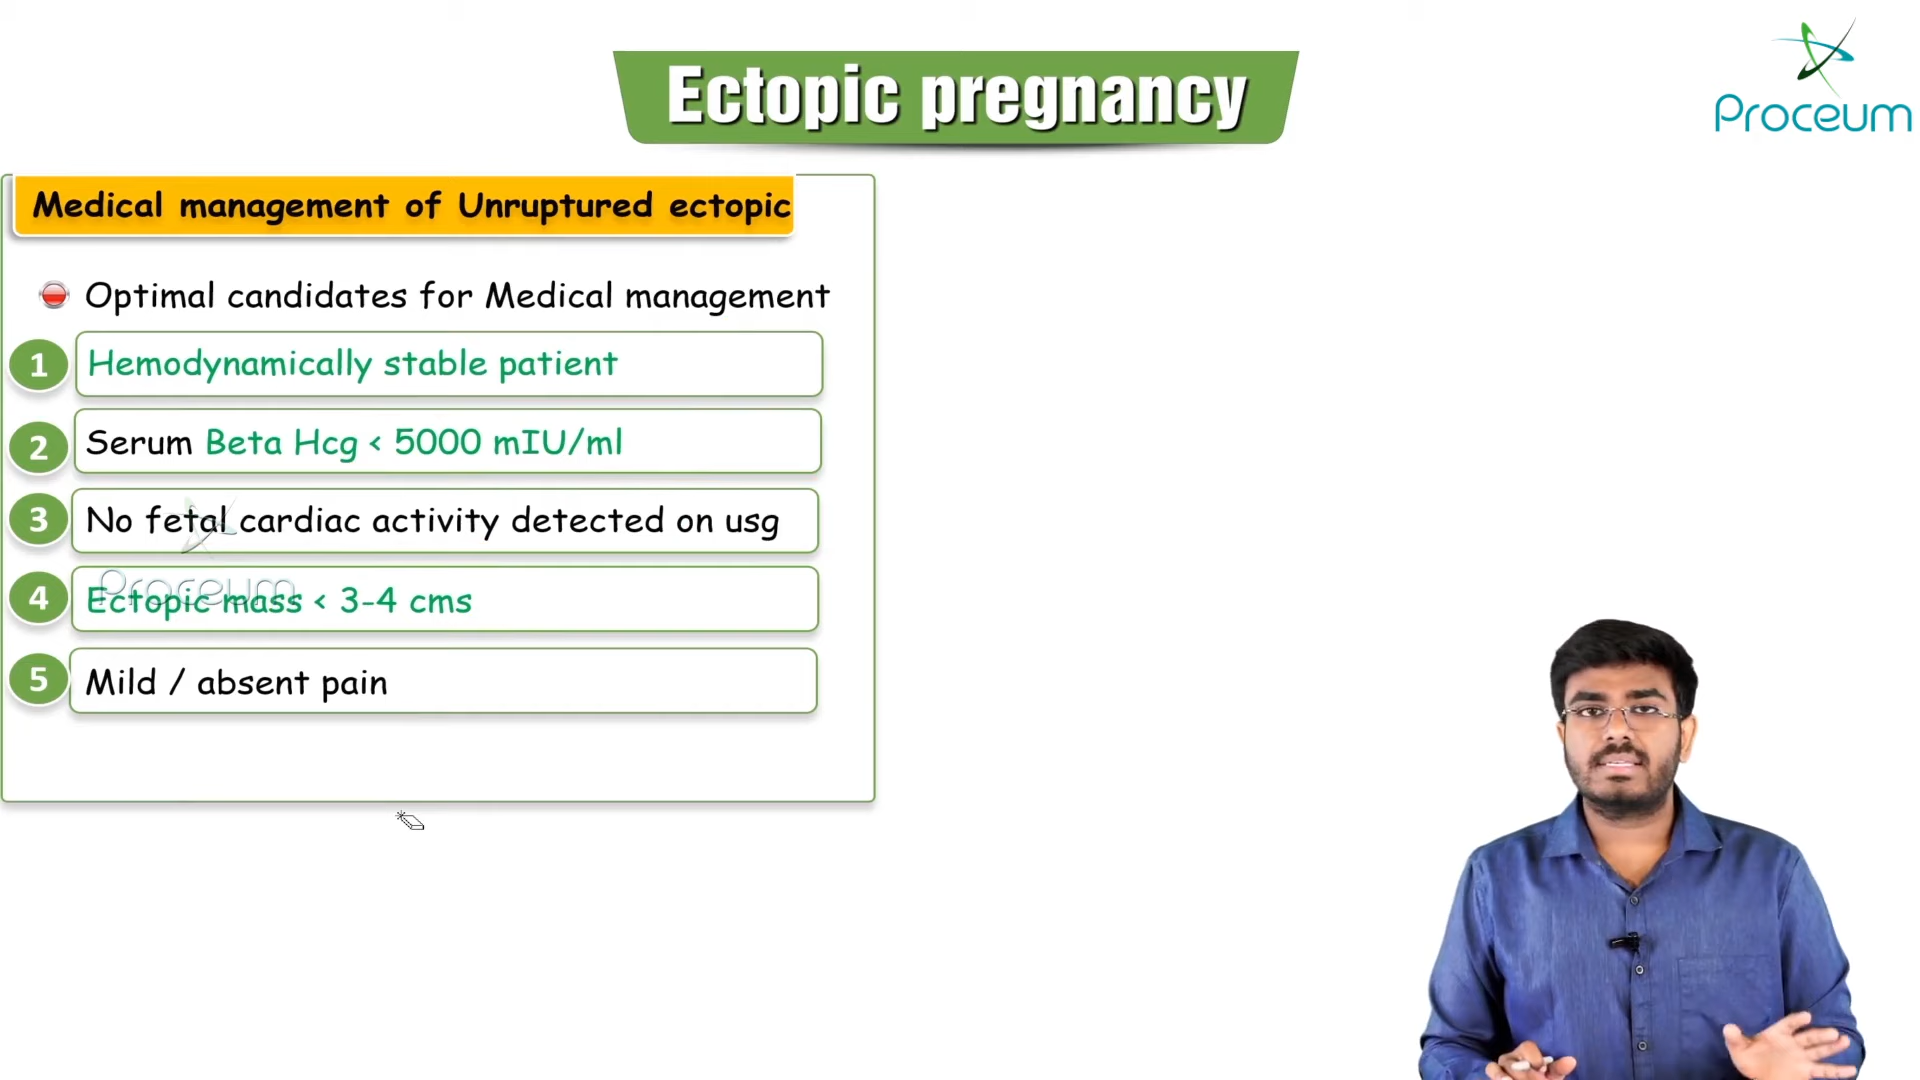 Ectopic pregnancy
Proceum
Medical management of Unruptured ectopic
Optimal candidates for Medical management
1 Hemodynamically stable patient
2 Serum Beta Hcg < 5000 mIU/ml
3 No fetal cardiac activity detected on usg
Proceum
4 Ectopic mass < 3-4 cms
5 Mild / absent pain